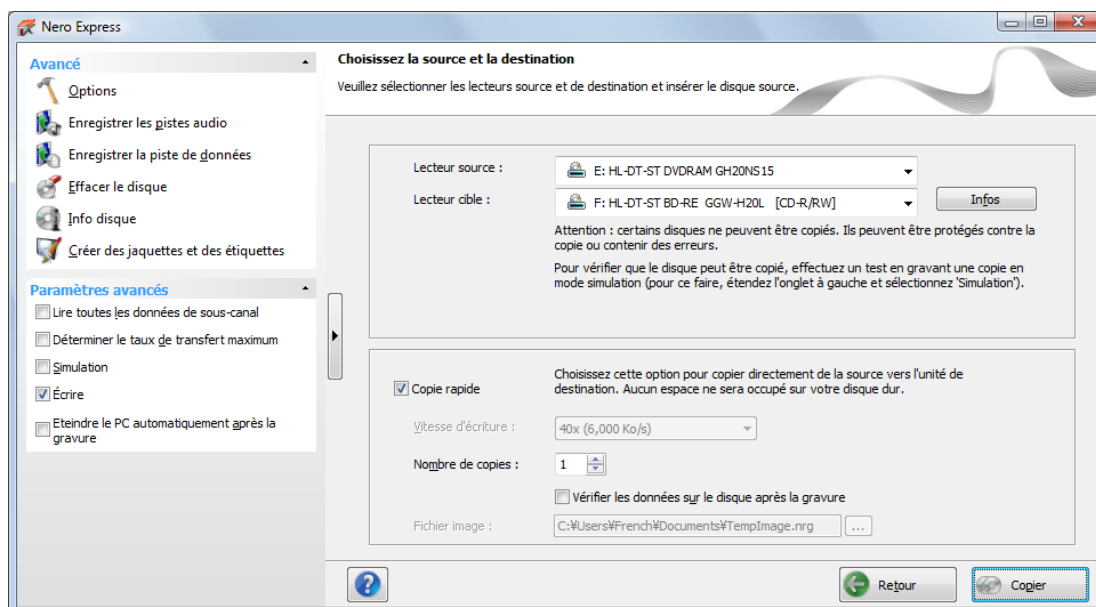 Nero Express
Avancé
Options
Enregistrer les pistes audio
Enregistrer la piste de données
Effacer le disque
Info disque
Créer des jaquettes et des étiquettes
Paramètres avancés
Lire toutes les données de sous-canal
Déterminer le taux de transfert maximum
Simulation
Écrire
Eteindre le PC automatiquement après la
gravure
Choisissez la source et la destination
Veuillez sélectionner les lecteurs source et de destination et insérer le disque source.
Lecteur source :
E: HL-DT-ST DVDRAM GH20NS15
Lecteur cible :
F: HL-DT-ST BD-RE GGW-H20L [CD-R/RW]
Infos
Attention : certains disques ne peuvent être copiés. Ils peuvent être protégés contre la
copie ou contenir des erreurs.
Pour vérifier que le disque peut être copié, effectuez un test en gravant une copie en
mode simulation (pour ce faire, étendez l'onglet à gauche et sélectionnez 'Simulation').
Copie rapide
Choisissez cette option pour copier directement de la source vers l'unité de
destination. Aucun espace ne sera occupé sur votre disque dur.
Vitesse d'écriture :
40x (6,000 Ko/s)
Nombre de copies :
1
Vérifier les données sur le disque après la gravure
Fichier image :
C:¥Users¥French¥Documents¥TempImage.nrg
...
?
Retour
Copier